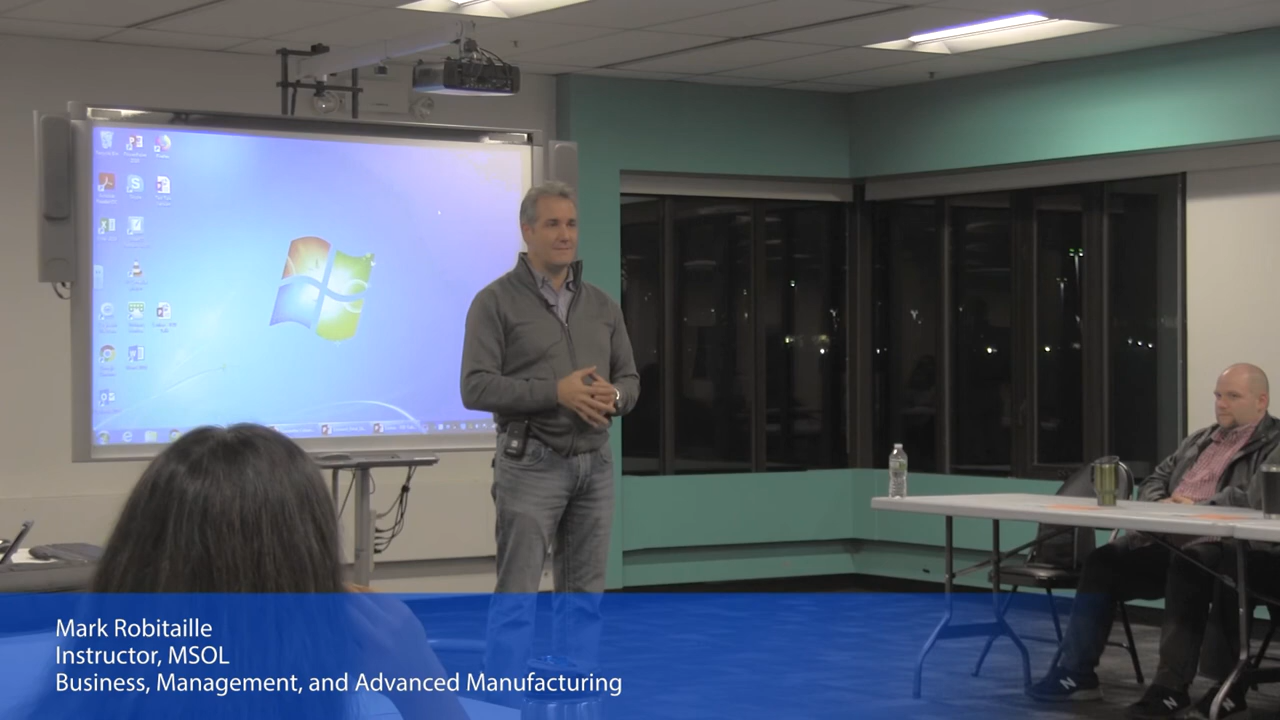 Mark Robitaille
Instructor, MSOL
Business, Management, and Advanced Manufacturing